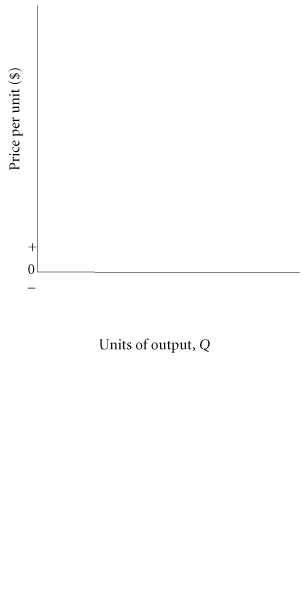 Price per unit ($)
+
0
–
Units of output, Q